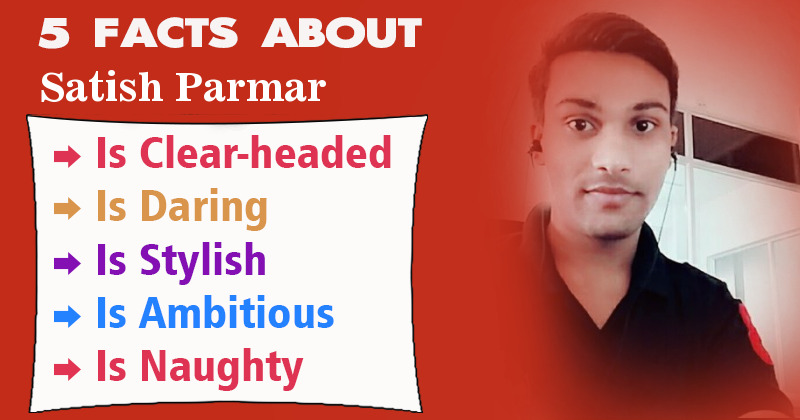 5 FACTS ABOUT
Satish Parmar
Is Clear-headed
Is Daring
Is Stylish
Is Ambitious
Is Naughty